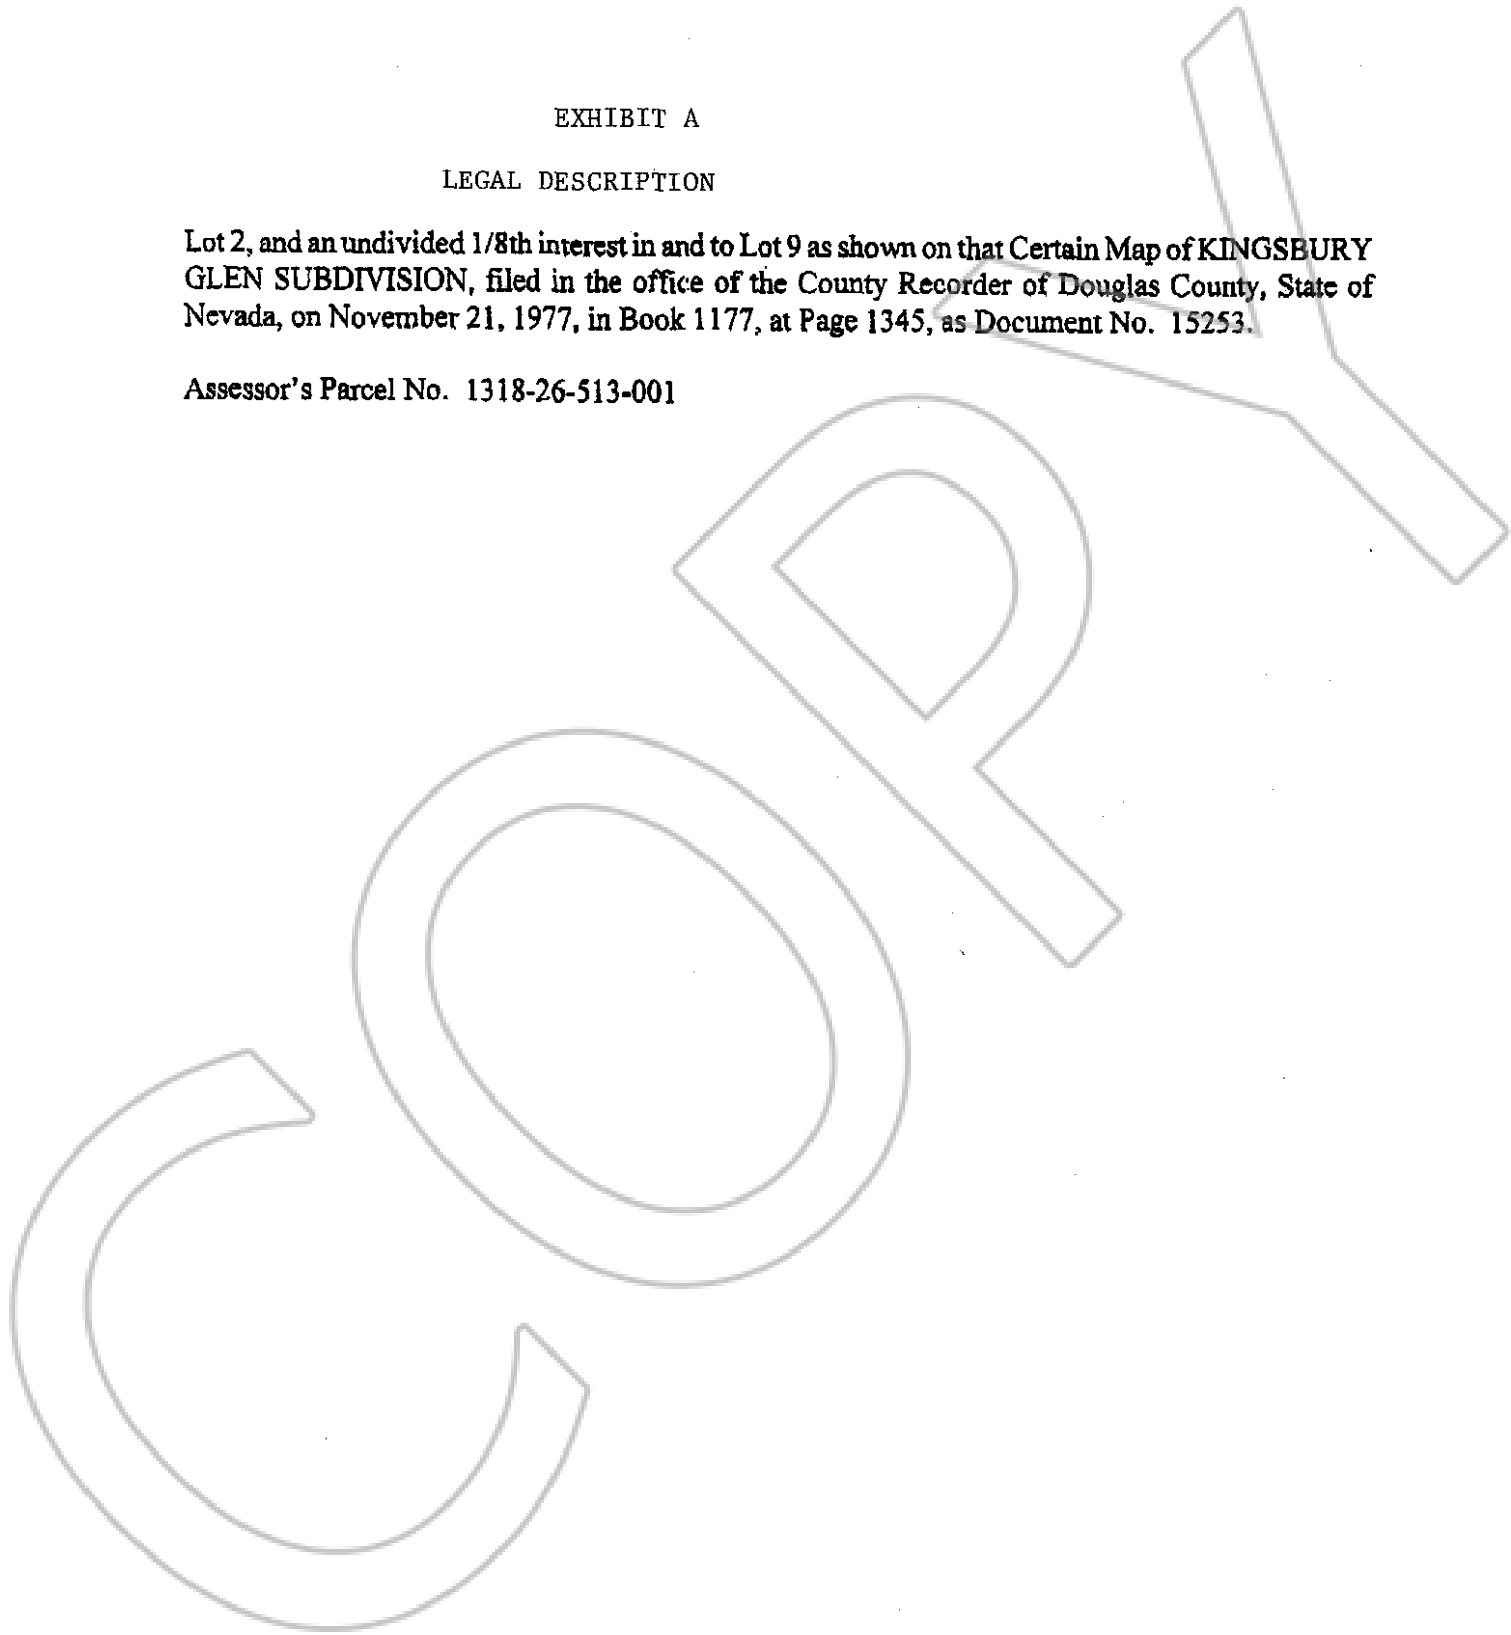 EXHIBIT A
LEGAL DESCRIPTION
Lot 2, and an undivided 1/8th interest in and to Lot 9 as shown on that Certain Map of KINGSBURY
GLEN SUBDIVISION, filed in the office of the County Recorder of Douglas County, State of
Nevada, on November 21, 1977, in Book 1177, at Page 1345, as Document No. 15253.
Assessor's Parcel No. 1318-26-513-001
COPY